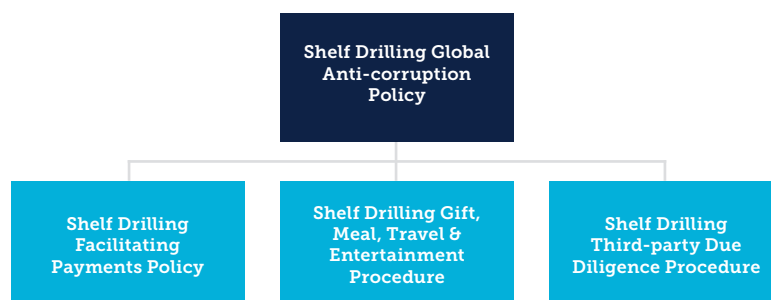 Shelf Drilling Global
Anti-corruption
Policy
Shelf Drilling
Facilitating
Payments Policy
Shelf Drilling Gift,
Meal, Travel &
Entertainment
Procedure
Shelf Drilling
Third-party Due
Diligence Procedure